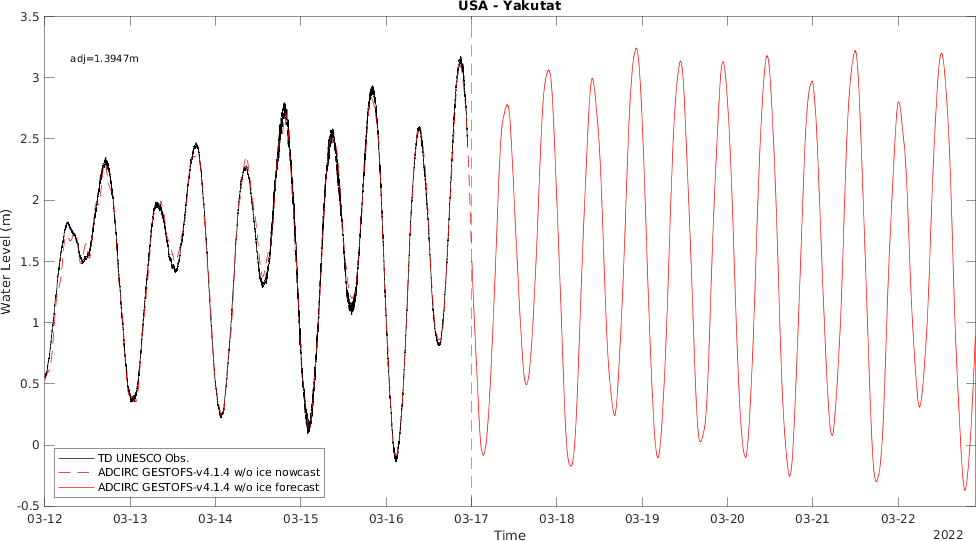 USA - Yakutat
3.5
adj=1.3947m
3
2.5
2
1.5
1
0.5
0
-0.5
Water Level (m)
TD UNESCO Obs.
ADCIRC GESTOFS-v4.1.4 w/o ice nowcast
ADCIRC GESTOFS-v4.1.4 w/o ice forecast
03-12 03-13 03-14 03-15 03-16 03-17 03-18 03-19 03-20 03-21 03-22
Time
2022